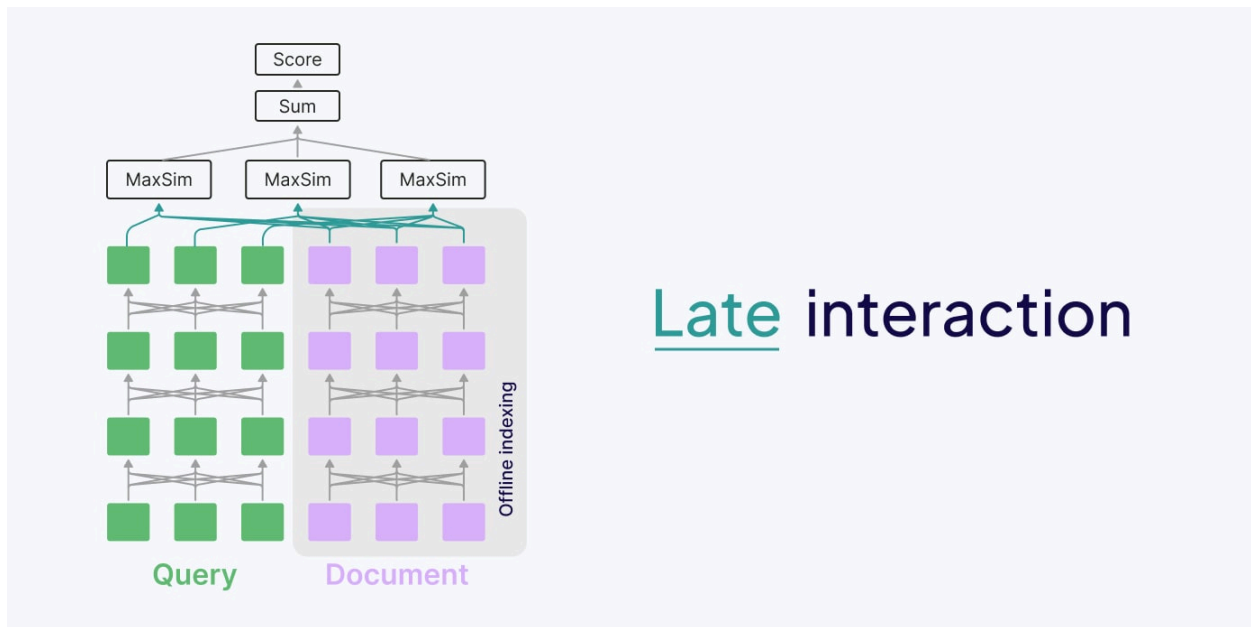 Score
Sum
MaxSim MaxSim MaxSim
Offline indexing
Query Document
Late interaction